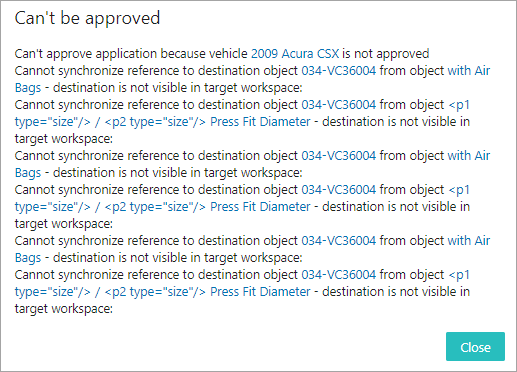 Can't be approved
Can't approve application because vehicle 2009 Acura CSX is not approved
Cannot synchronize reference to destination object 034-VC36004 from object with Air
Bags - destination is not visible in target workspace:
Cannot synchronize reference to destination object 034-VC36004 from object <p1
type="size"/> / <p2 type="size"/> Press Fit Diameter - destination is not visible in
target workspace:
Cannot synchronize reference to destination object 034-VC36004 from object with Air
Bags - destination is not visible in target workspace:
Cannot synchronize reference to destination object 034-VC36004 from object <p1
type="size"/> / <p2 type="size"/> Press Fit Diameter - destination is not visible in
target workspace:
Cannot synchronize reference to destination object 034-VC36004 from object with Air
Bags - destination is not visible in target workspace:
Cannot synchronize reference to destination object 034-VC36004 from object <p1
type="size"/> / <p2 type="size"/> Press Fit Diameter - destination is not visible in
target workspace:
Close